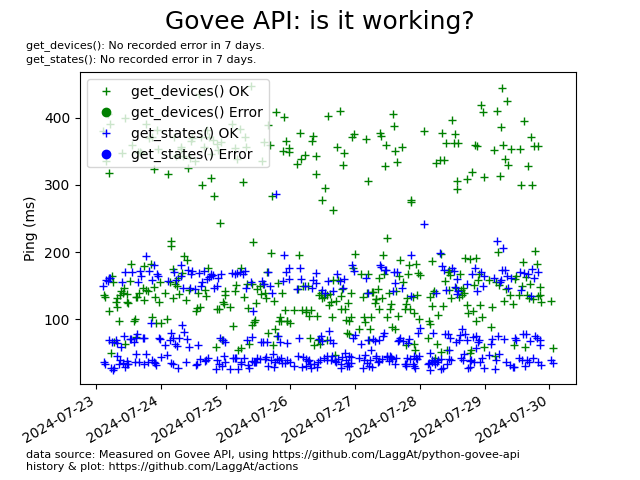 Govee API: is it working?
get_devices(): No recorded error in 7 days.
get_states(): No recorded error in 7 days.
get_devices() OK
get_devices() Error
get_states() OK
get_states() Error
Ping (ms)
400
300
200
100
2024-07-23
2024-07-24
2024-07-25
2024-07-26
2024-07-27
2024-07-28
2024-07-29
2024-07-30
data source: Measured on Govee API, using https://github.com/LaggAt/python-govee-api
history & plot: https://github.com/LaggAt/actions